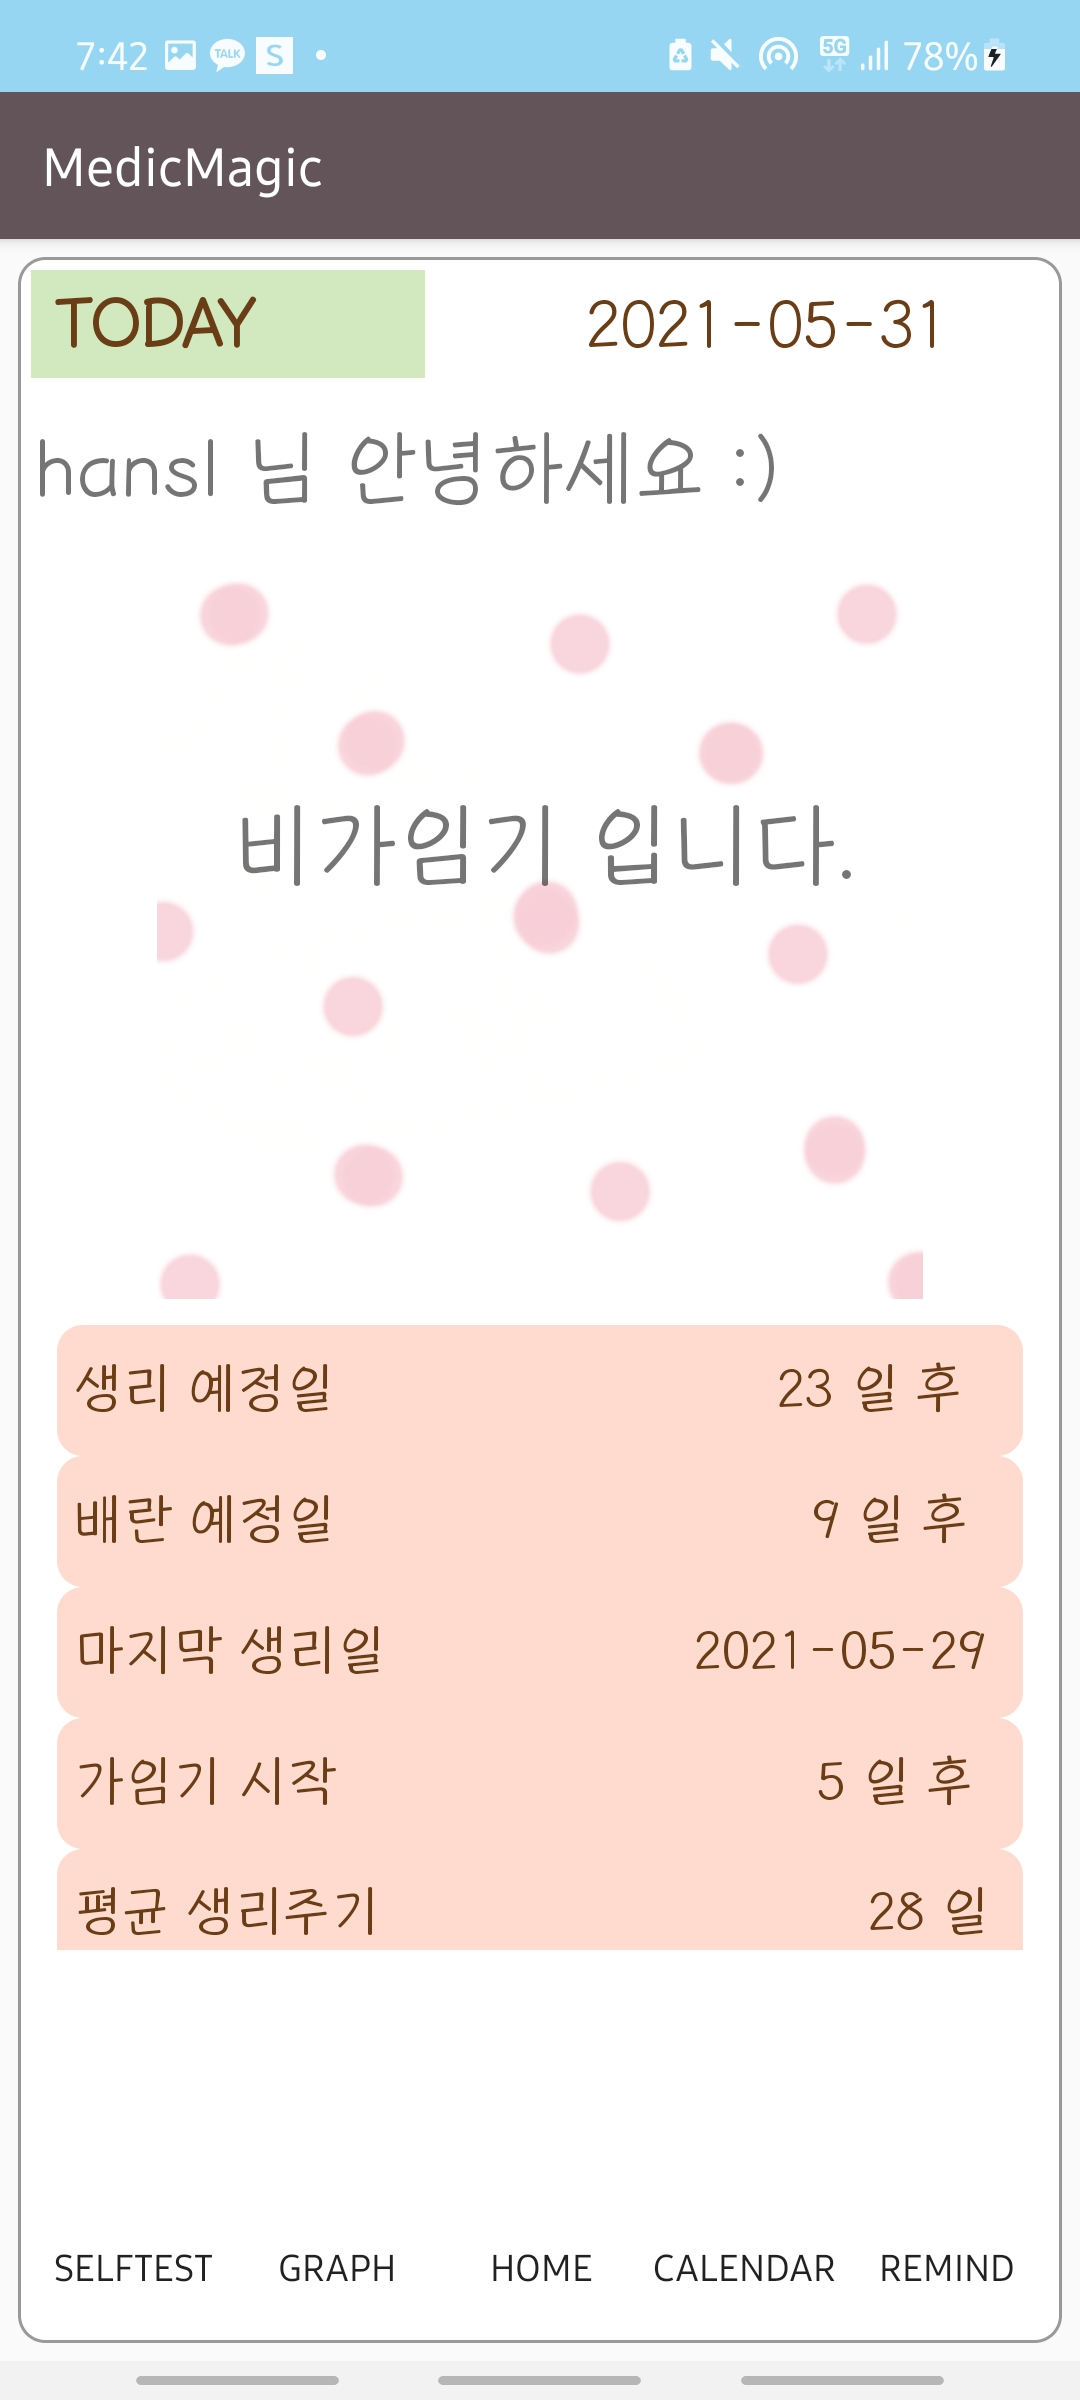 7:42 TALK S 5G 78%
MedicMagic
TODAY 2021-05-31
hansl 님 안녕하세요 :)
비가임기 입니다.
생리 예정일 23 일 후
배란 예정일 9 일 후
마지막 생리일 2021-05-29
가임기 시작 5 일 후
평균 생리주기 28 일
SELFTEST GRAPH HOME CALENDAR REMIND